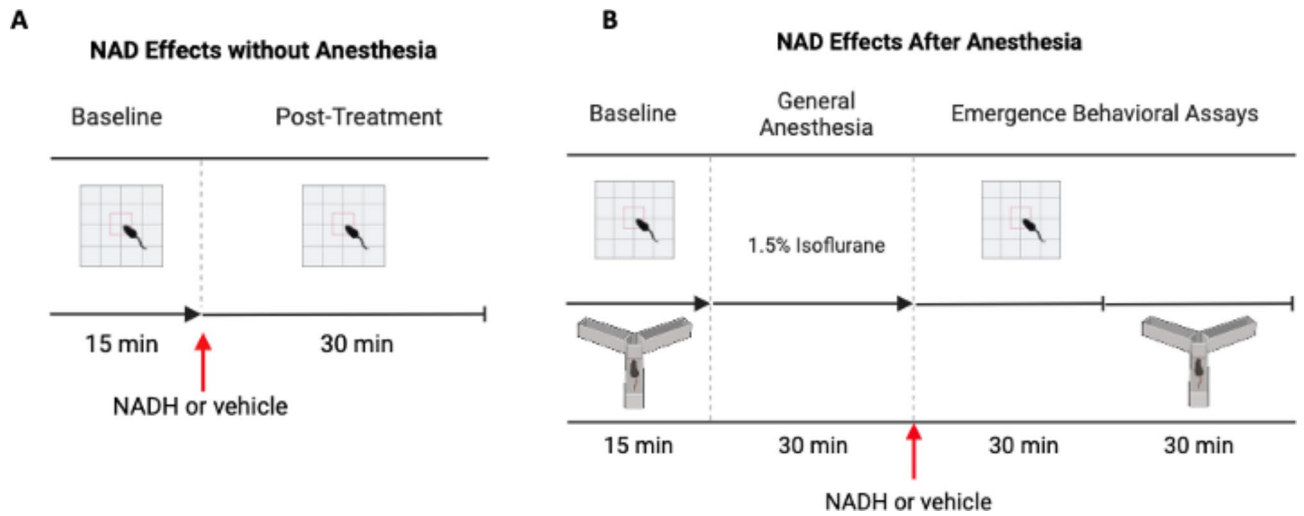 A
NAD Effects without Anesthesia
Baseline
Post-Treatment
15 min
30 min
NADH or vehicle
B
NAD Effects After Anesthesia
Baseline
General
Anesthesia
Emergence Behavioral Assays
1.5% Isoflurane
15 min
30 min
30 min
30 min
NADH or vehicle